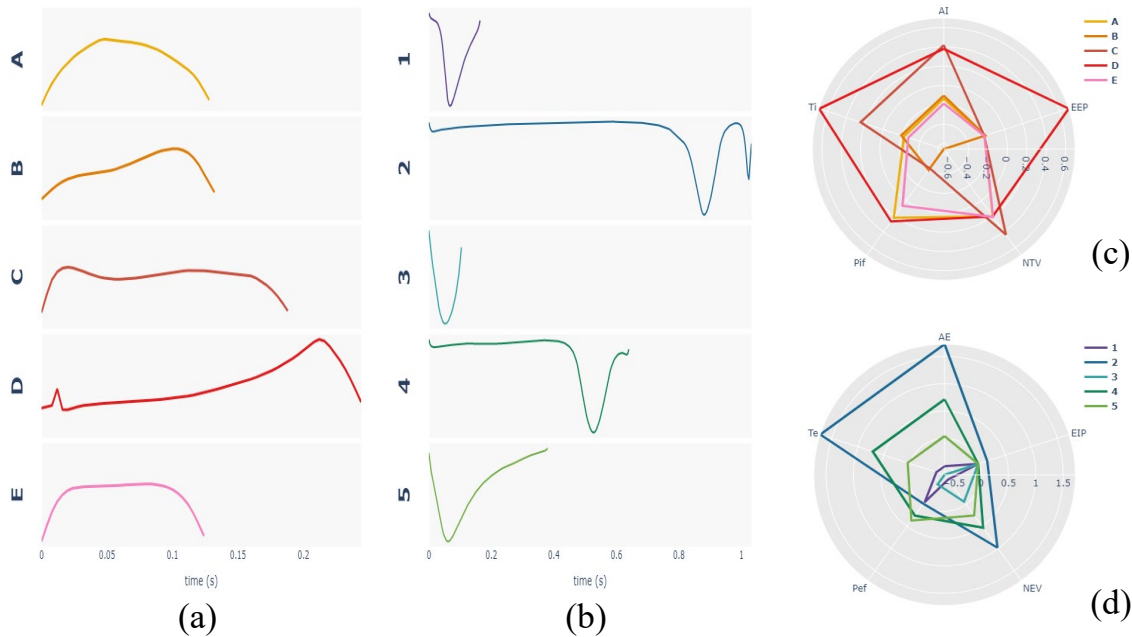 A
B
C
D
E
0
0.05
0.1
0.15
0.2
time (s)
(a)
1
2
3
4
5
0
0.2
0.4
0.6
0.8
1
time (s)
(b)
AI
EEP
NTV
Pif
Ti
−0.6
−0.4
−0.2
0
0.2
0.4
0.6
A
B
C
D
E
(c)
AE
EIP
NEV
Pef
Te
−0.5
0
0.5
1
1.5
1
2
3
4
5
(d)